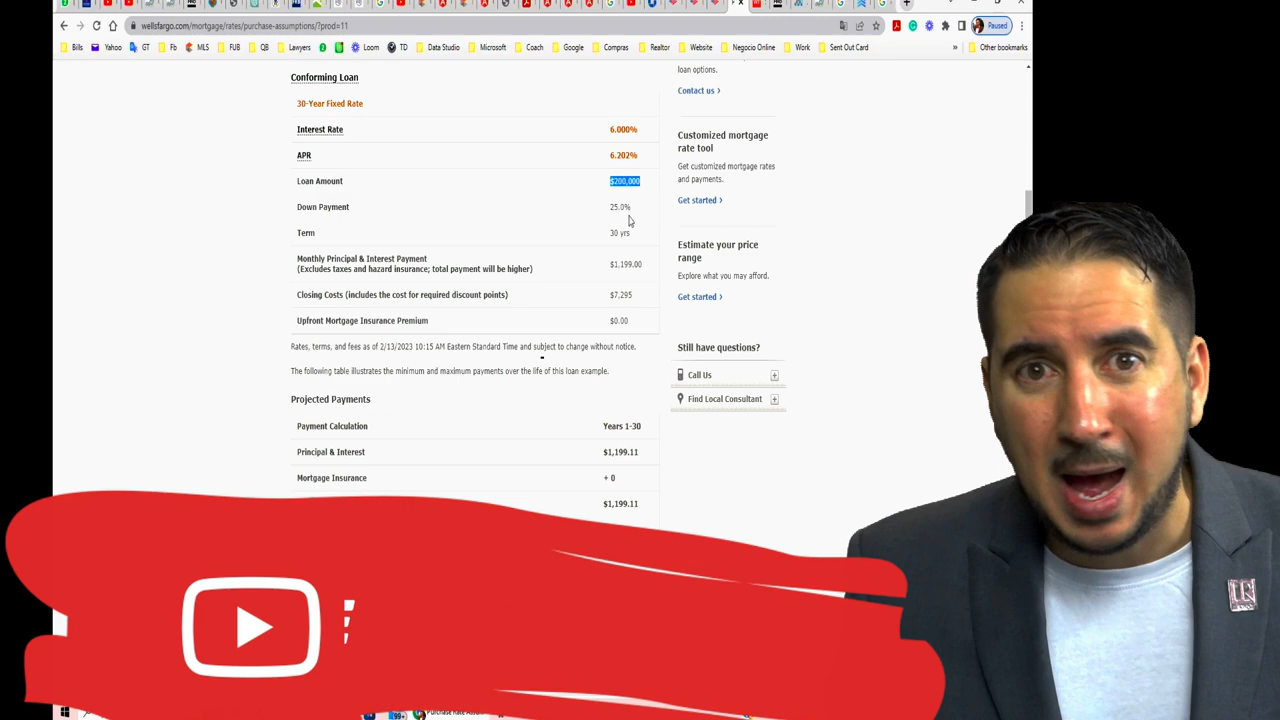 wellsfargo.com/mortgage/rates/purchase-assumptions/?prod=11
Paused
Bills Yahoo GT Fb MLS FUB QB Lawyers Loom TD Data Studio Microsoft Coach Google Compras Realtor Website Negocio Online Work Sent Out Card » Other bookmarks
Conforming Loan
30-Year Fixed Rate
Interest Rate 6.000%
APR 6.202%
Loan Amount $200,000
Down Payment 25.0%
Term 30 yrs
Monthly Principal & Interest Payment
(Excludes taxes and hazard insurance; total payment will be higher) $1,199.00
Closing Costs (includes the cost for required discount points) $7,295
Upfront Mortgage Insurance Premium $0.00
Rates, terms, and fees as of 2/13/2023 10:15 AM Eastern Standard Time and subject to change without notice.
The following table illustrates the minimum and maximum payments over the life of this loan example.
Projected Payments
Payment Calculation Years 1-30
Principal & Interest $1,199.11
Mortgage Insurance + 0
$1,199.11
loan options.
Contact us ›
Customized mortgage
rate tool
Get customized mortgage rates
and payments.
Get started ›
Estimate your price
range
Explore what you may afford.
Get started ›
Still have questions?
Call Us +
Find Local Consultant +
99+